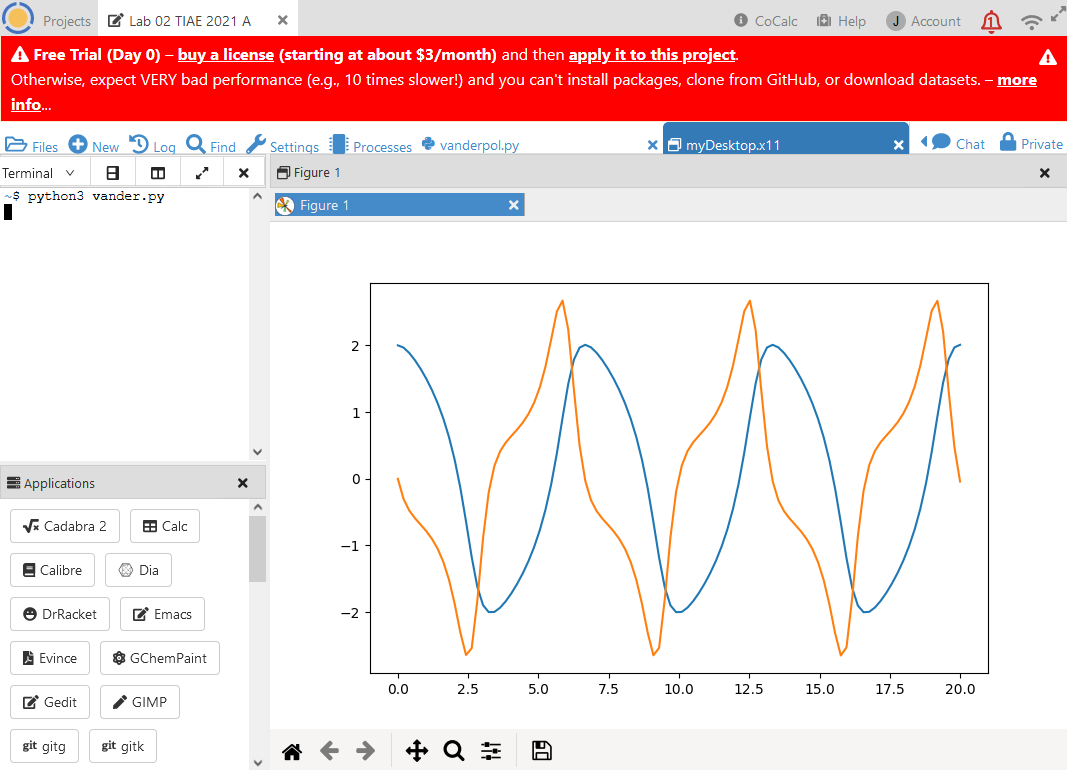 Projects
Lab 02 TIAE 2021 A
CoCalc
Help
J
Account
1
Free Trial (Day 0) – buy a license (starting at about $3/month) and then apply it to this project.
Otherwise, expect VERY bad performance (e.g., 10 times slower!) and you can't install packages, clone from GitHub, or download datasets. – more
info...
Files
New
Log
Find
Settings
Processes
vanderpol.py
myDesktop.x11
Chat
Private
Terminal
~$ python3 vander.py
Figure 1
Figure 1
2
1
0
−1
−2
0.0 2.5 5.0 7.5 10.0 12.5 15.0 17.5 20.0
Applications
Cadabra 2
Calc
Calibre
Dia
DrRacket
Emacs
Evince
GChemPaint
Gedit
GIMP
git gitg
git gitk